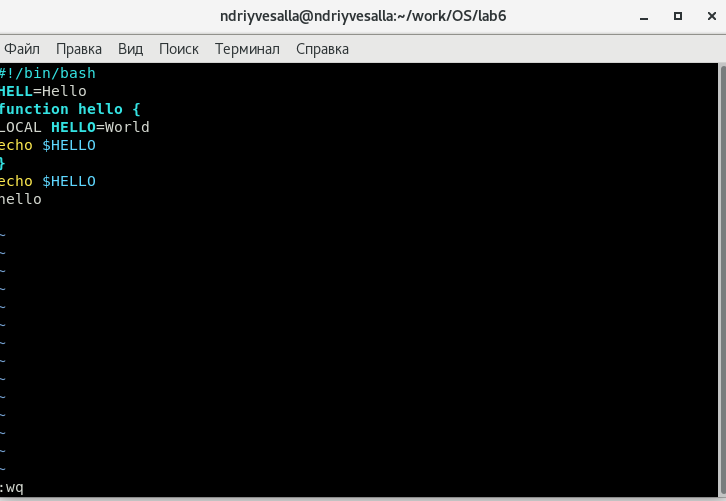 ndriyvesalla@ndriyvesalla:~/work/OS/lab6
Файл Правка Вид Поиск Терминал Справка
#!/bin/bash
HELL=Hello
function hello {
LOCAL HELLO=World
echo $HELLO
}
echo $HELLO
hello
~
~
~
~
~
~
~
~
~
~
~
~
~
~
:wq